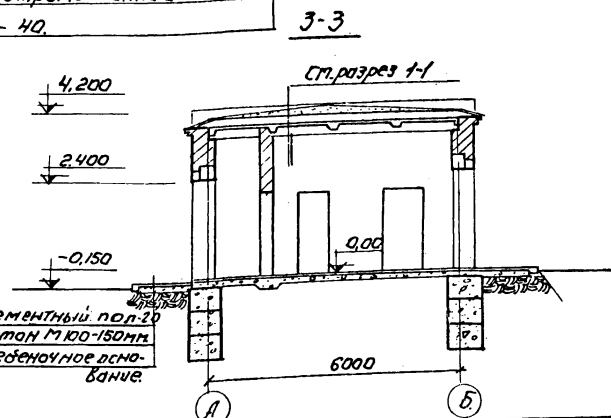 - 40.
3-3
См. разрез 1-1
4,200
2.400
0,00
-0,150
ементный пол-20
тон М100-150мм
ебеночное осно-
вание.
6000
А
Б